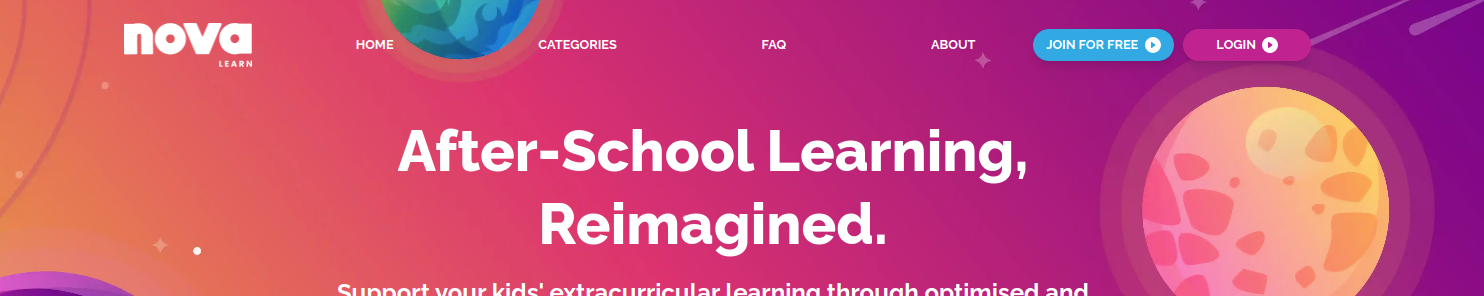 nova
LEARN
HOME
CATEGORIES
FAQ
ABOUT
JOIN FOR FREE
LOGIN
After-School Learning,
Reimagined.
Support your kids' extracurricular learning through optimised and